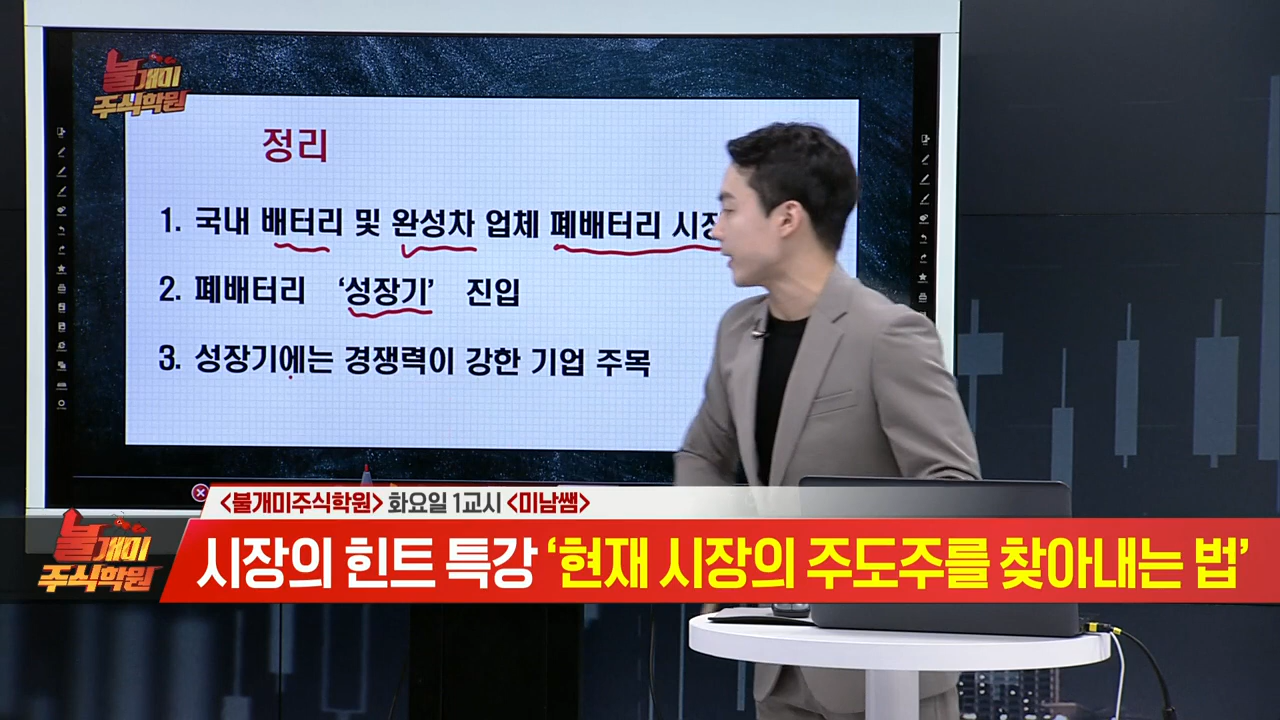 불개미
주식학원
정리
1. 국내 배터리 및 완성차 업체 폐배터리
2. 폐배터리 ‘성장기’ 진입
3. 성장기에는 경쟁력이 강한 기업 주목
<불개미주식학원> 화요일 1교시 <미남쌤>
불개미
주식학원
시장의 힌트 특강 ‘현재 시장의 주도주를 찾아내는 법’